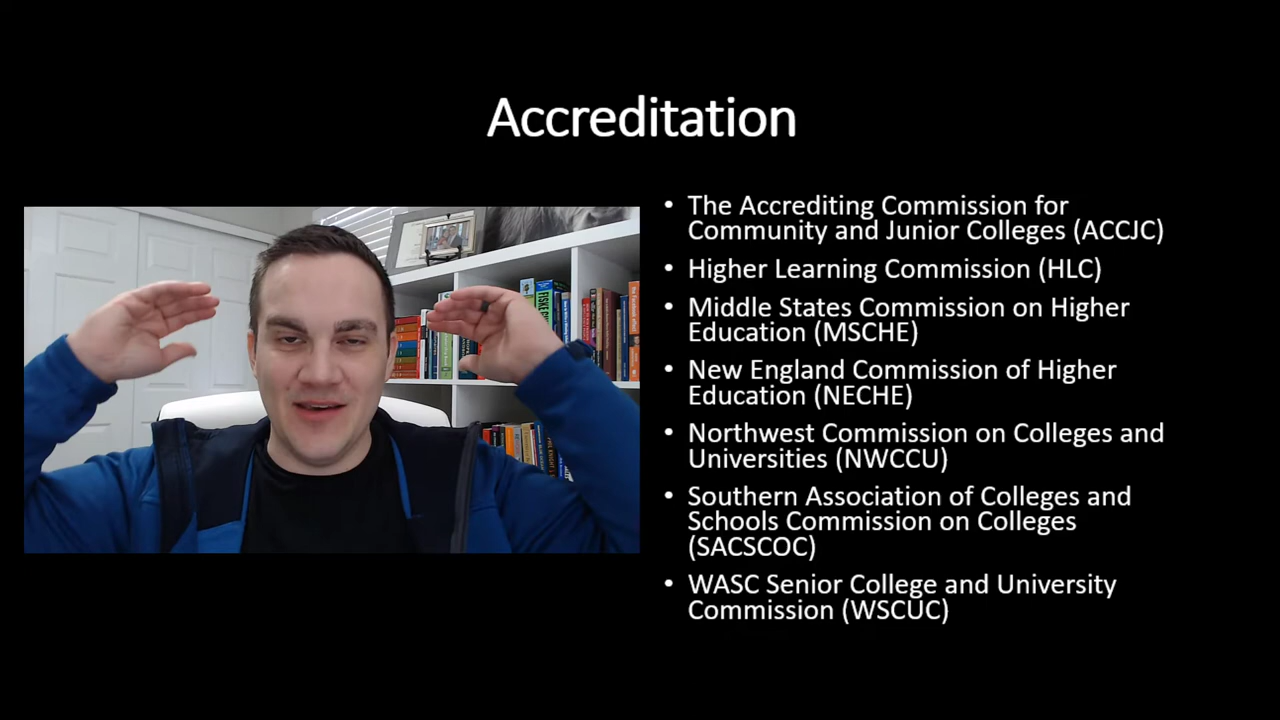 Accreditation
• The Accrediting Commission for
Community and Junior Colleges (ACCJC)
• Higher Learning Commission (HLC)
• Middle States Commission on Higher
Education (MSCHE)
• New England Commission of Higher
Education (NECHE)
• Northwest Commission on Colleges and
Universities (NWCCU)
• Southern Association of Colleges and
Schools Commission on Colleges
(SACSCOC)
• WASC Senior College and University
Commission (WSCUC)
FISKE